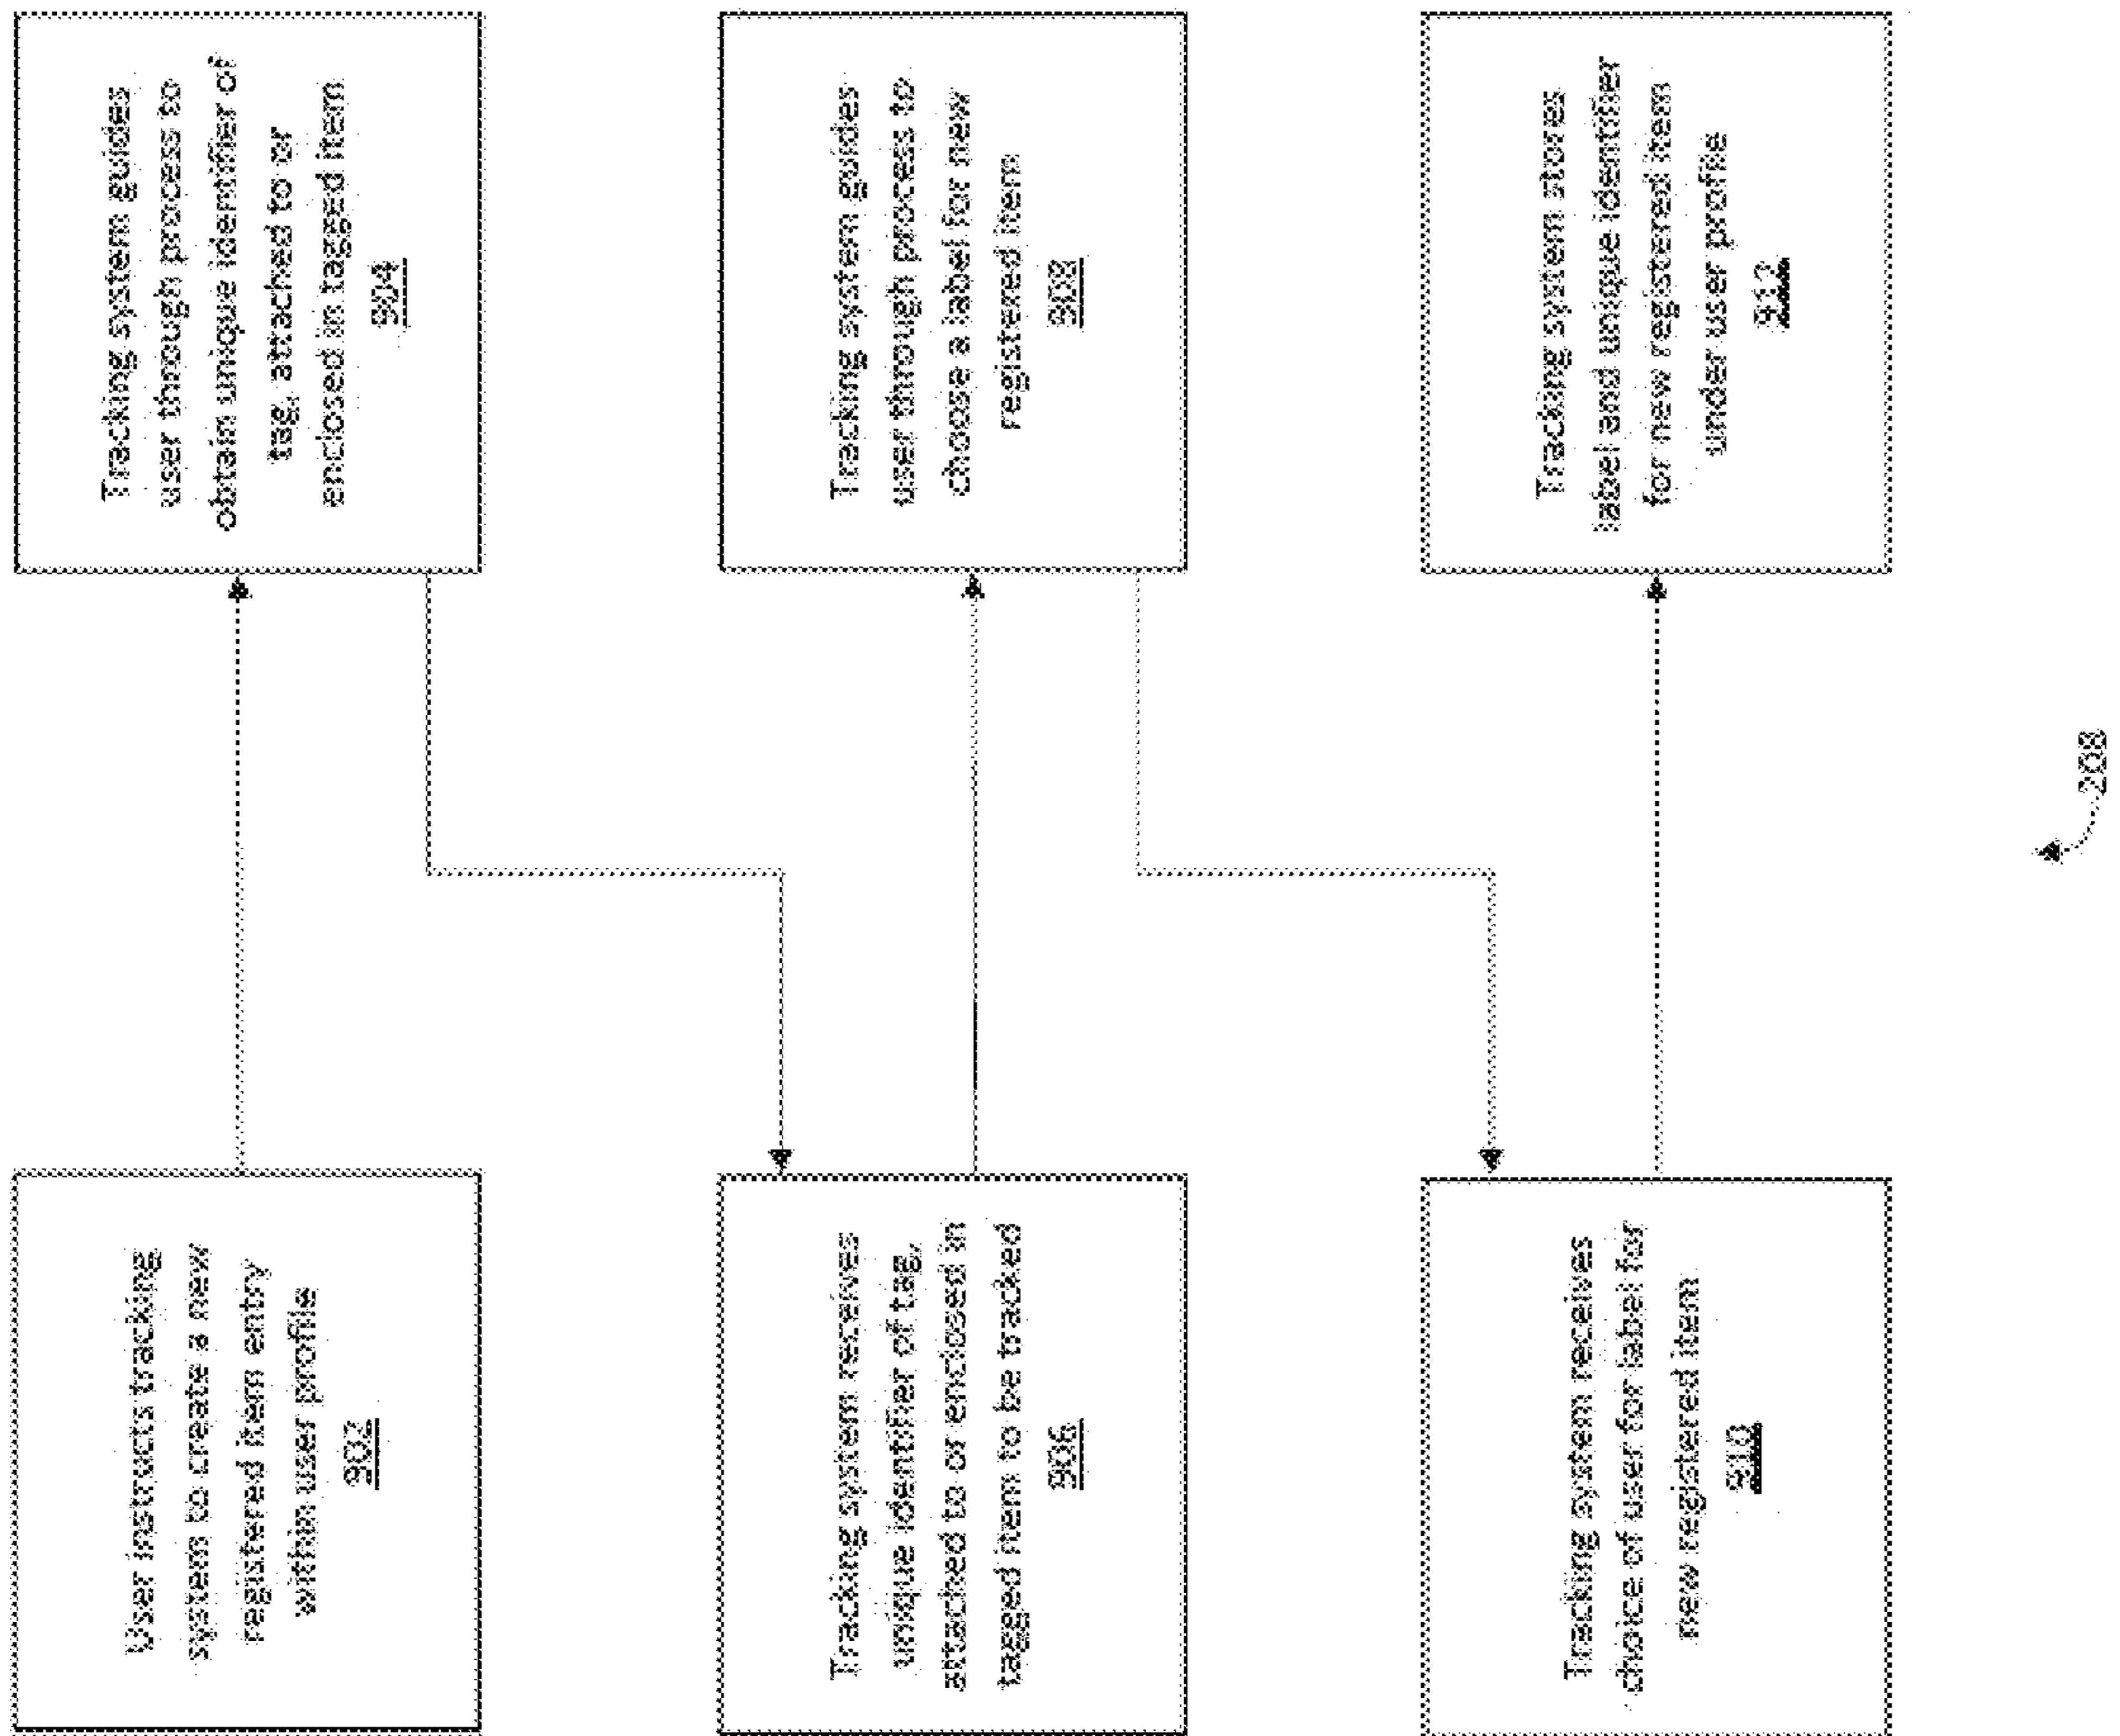 User instructs tracking
system to create a new
registered item entry
within user profile
902
Tracking system guides
user through process to
obtain unique identifier of
tag, attached to or
enclosed in tagged item
904
Tracking system receives
unique identifier of tag,
attached to or enclosed in
tagged item to be tracked
906
Tracking system guides
user through process to
choose a label for new
registered item
908
Tracking system receives
choice of user for label for
new registered item
910
Tracking system stores
label and unique identifier
for new registered item
under user profile
912
208